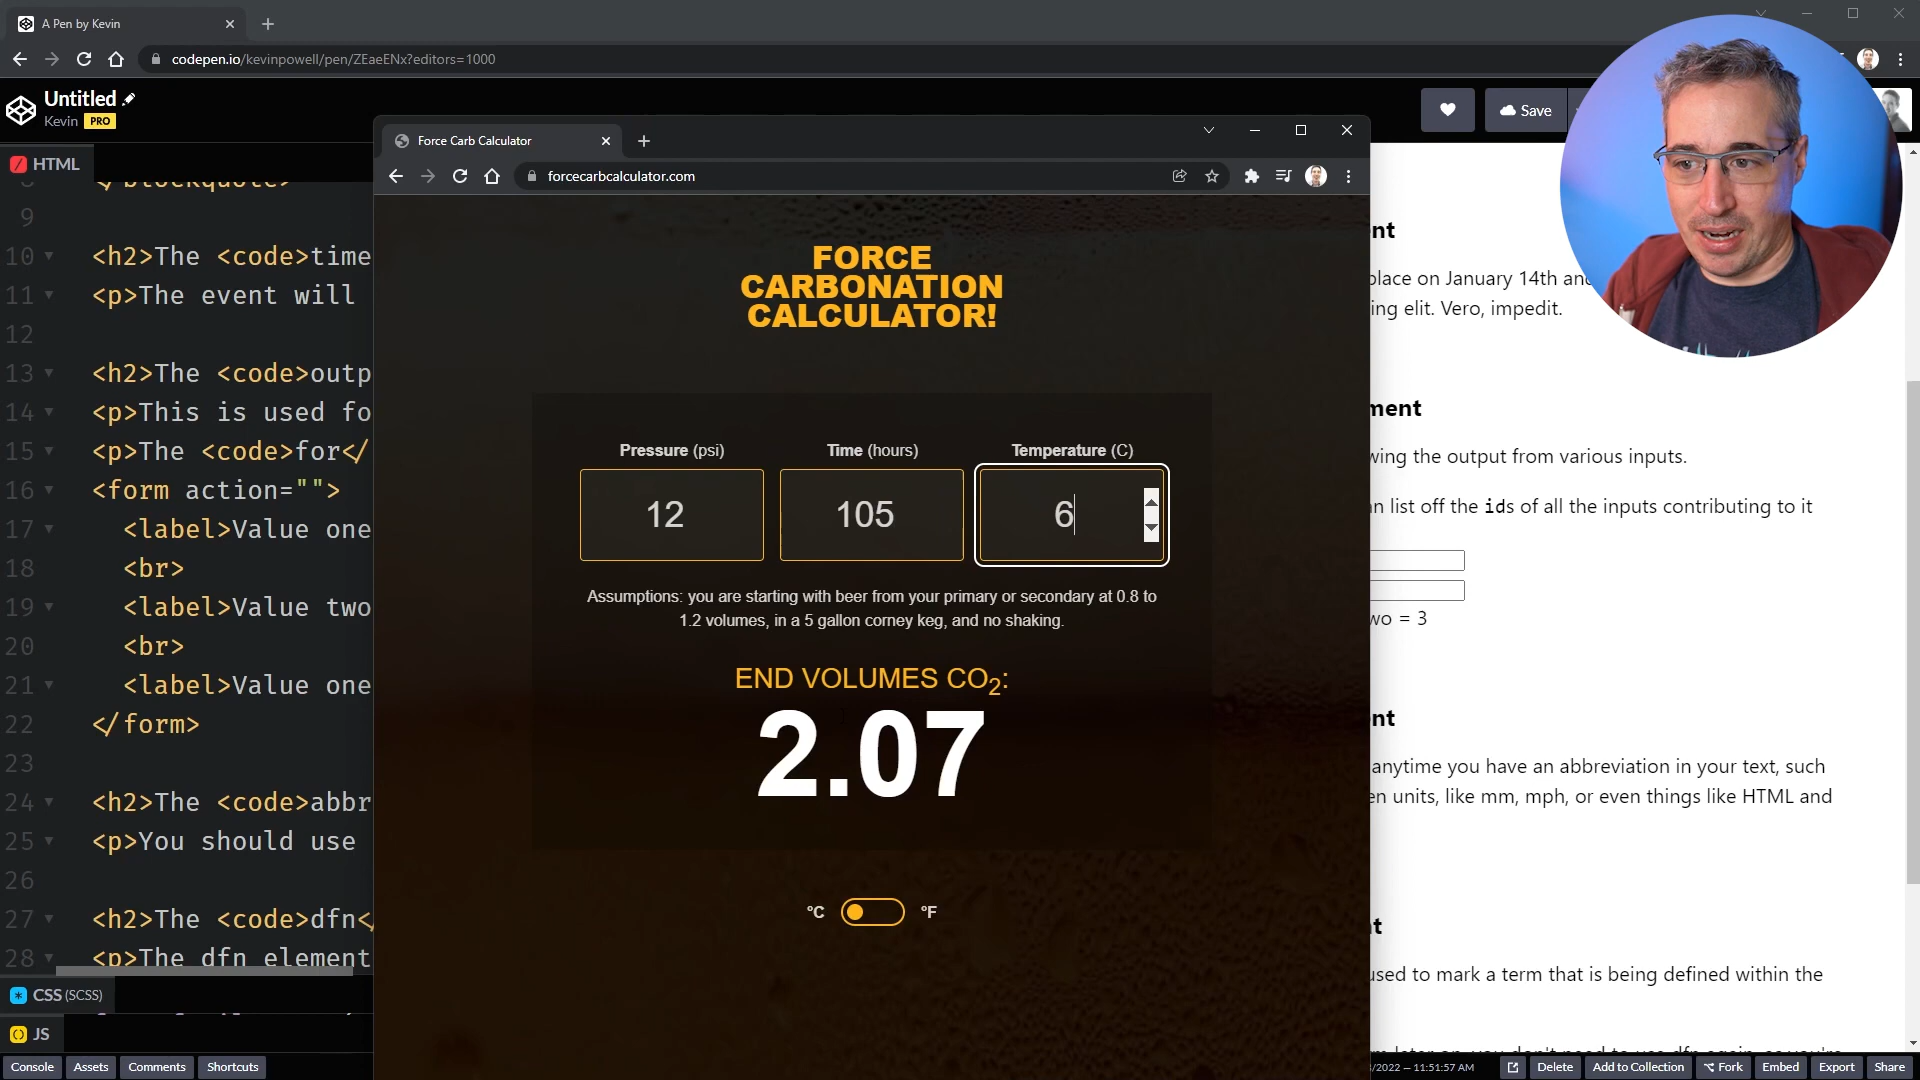 A Pen by Kevin
codepen.io/kevinpowell/pen/ZEaeENx?editors=1000
Untitled
Kevin PRO
Save
HTML
9
10 <h2>The <code>time
11 <p>The event will
12
13 <h2>The <code>outp
14 <p>This is used fo
15 <p>The <code>for</
16 <form action="">
17 <label>Value one
18 <br>
19 <label>Value two
20 <br>
21 <label>Value one
22 </form>
23
24 <h2>The <code>abbr
25 <p>You should use
26
27 <h2>The <code>dfn<
28 <p>The dfn element
CSS (SCSS)
JS
Console Assets Comments Shortcuts
Force Carb Calculator
forcecarbcalculator.com
FORCE
CARBONATION
CALCULATOR!
Pressure (psi) Time (hours) Temperature (C)
12 105 6
Assumptions: you are starting with beer from your primary or secondary at 0.8 to
1.2 volumes, in a 5 gallon corney keg, and no shaking.
END VOLUMES CO2:
2.07
°C °F
nt
place on January 14th and
ing elit. Vero, impedit.
ment
wing the output from various inputs.
n list off the ids of all the inputs contributing to it
wo = 3
nt
anytime you have an abbreviation in your text, such
en units, like mm, mph, or even things like HTML and
t
used to mark a term that is being defined within the
/2022 — 11:51:57 AM
Delete Add to Collection Fork Embed Export Share